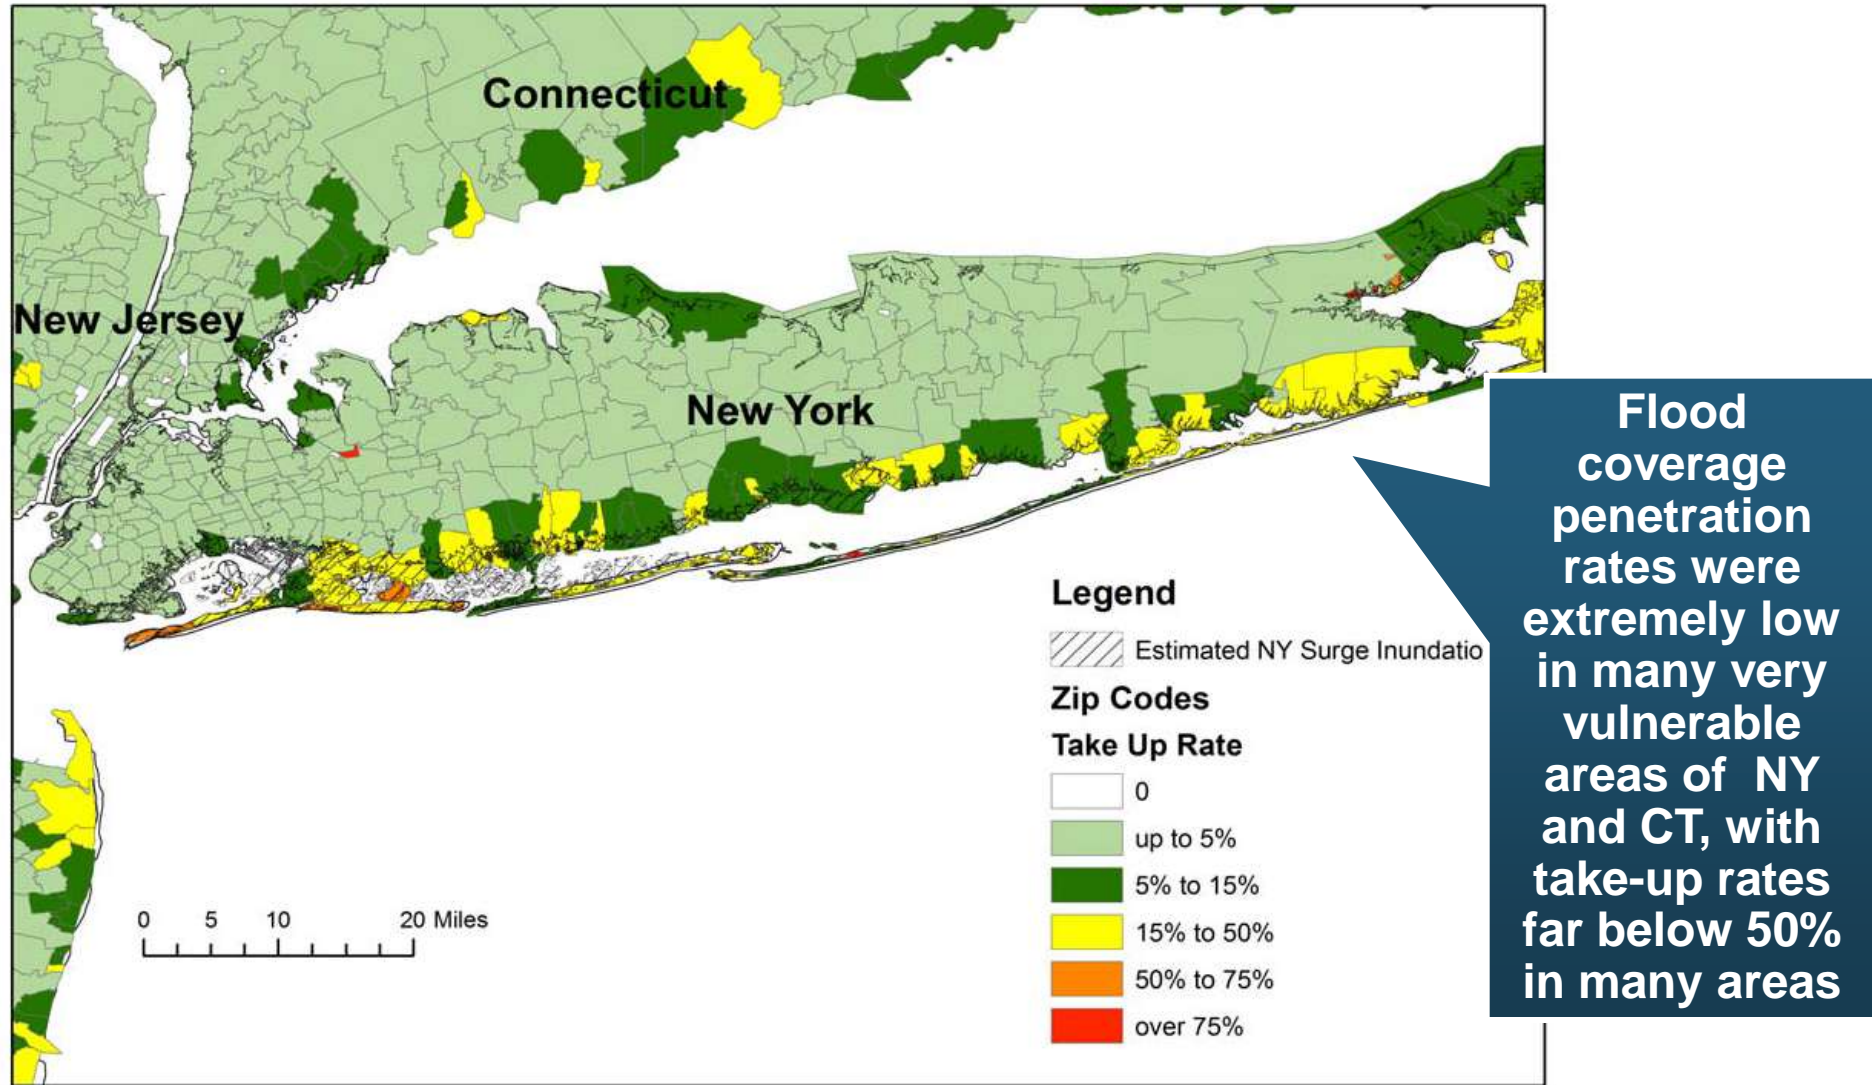 Connecticut
New Jersey
New York
Flood
coverage
penetration
rates were
extremely low
in many very
vulnerable
areas of NY
and CT, with
take-up rates
far below 50%
in many areas
Legend
Estimated NY Surge Inundatio
Zip Codes
Take Up Rate
0
up to 5%
5% to 15%
15% to 50%
50% to 75%
over 75%
0 5 10 20 Miles